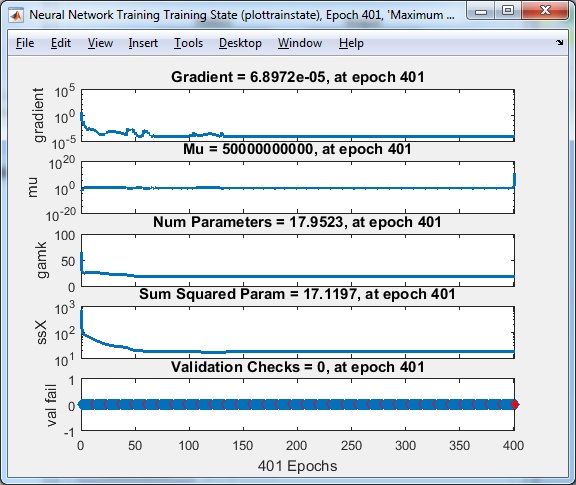 Neural Network Training Training State (plottrainstate), Epoch 401, 'Maximum ...
File Edit View Insert Tools Desktop Window Help
Gradient = 6.8972e-05, at epoch 401
gradient
10^5
10^0
10^-5
Mu = 50000000000, at epoch 401
mu
10^20
10^0
10^-20
Num Parameters = 17.9523, at epoch 401
gamk
100
50
0
Sum Squared Param = 17.1197, at epoch 401
ssX
10^3
10^2
10^1
Validation Checks = 0, at epoch 401
val fail
1
0
-1
0 50 100 150 200 250 300 350 400
401 Epochs